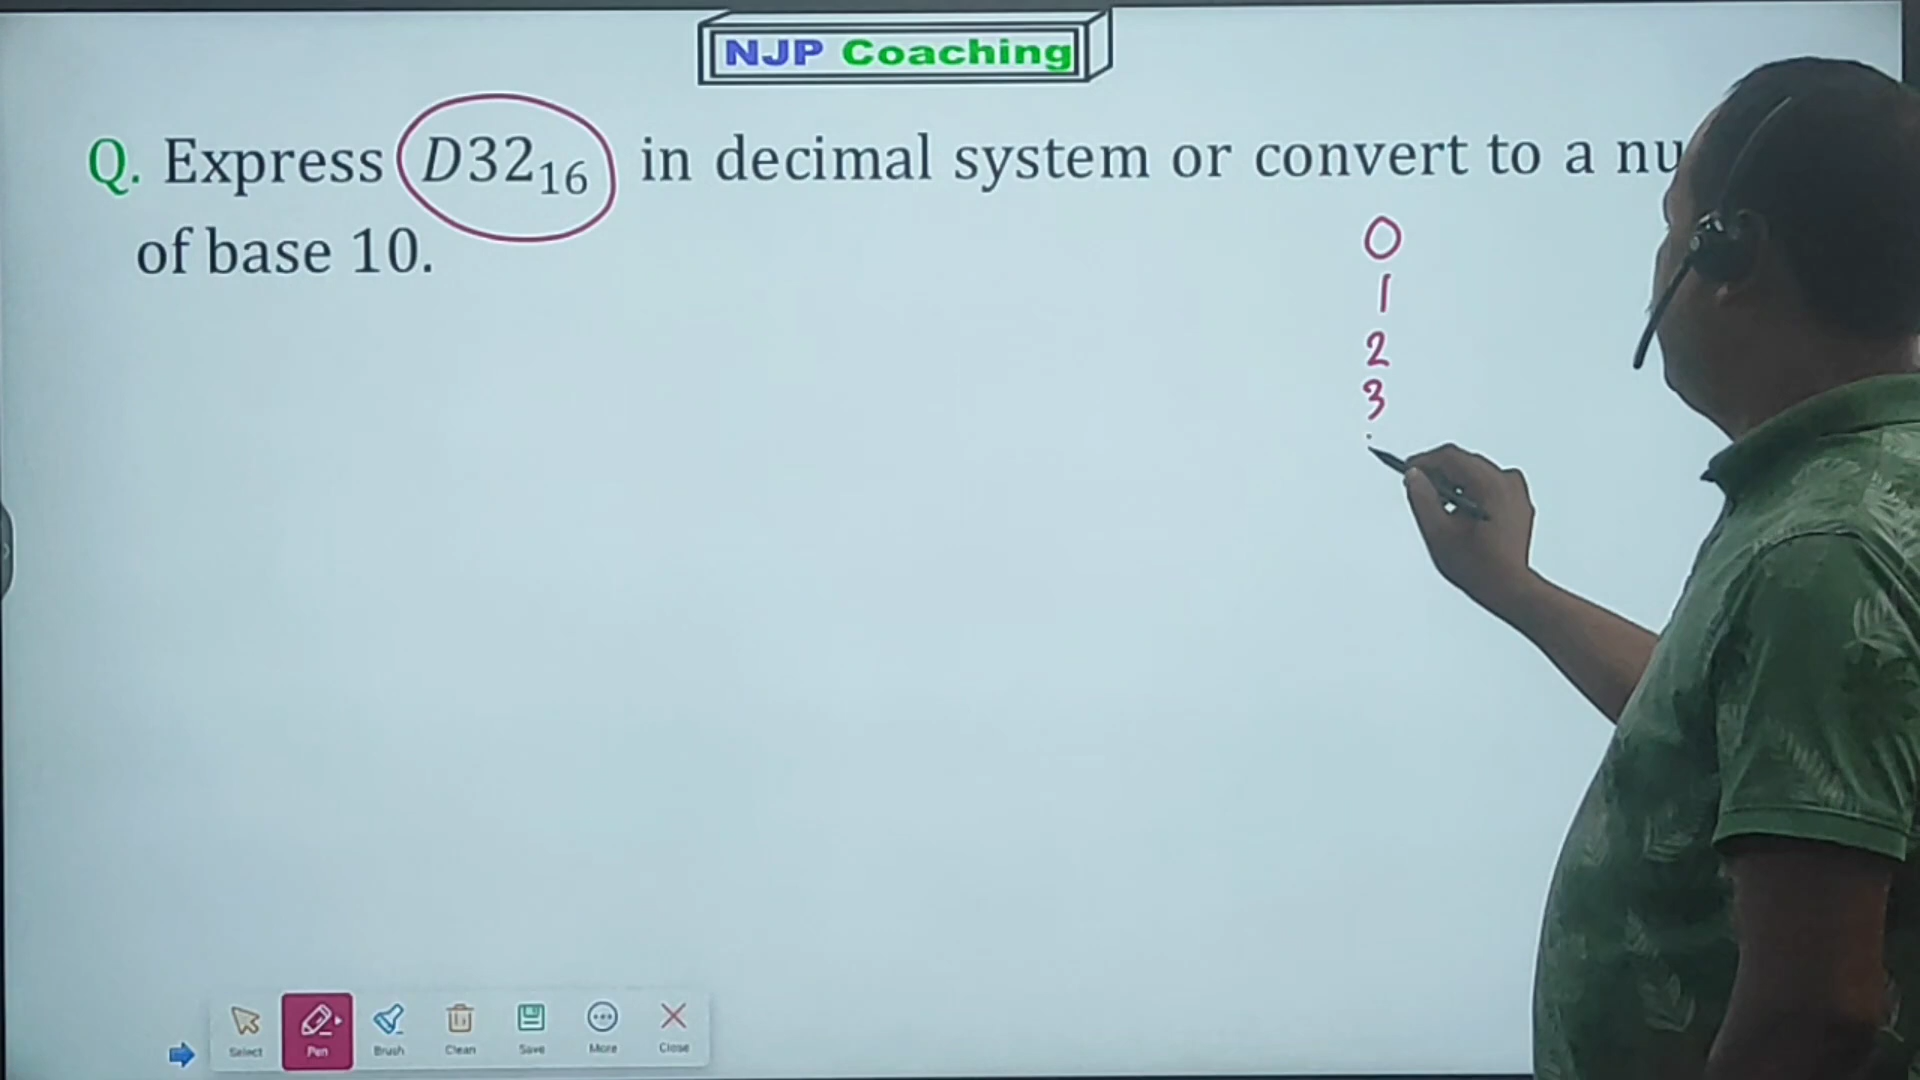 NJP Coaching
Q. Express D32₁₆ in decimal system or convert to a
of base 10.
0
1
2
3
Select Pen Brush Clean Save More Close